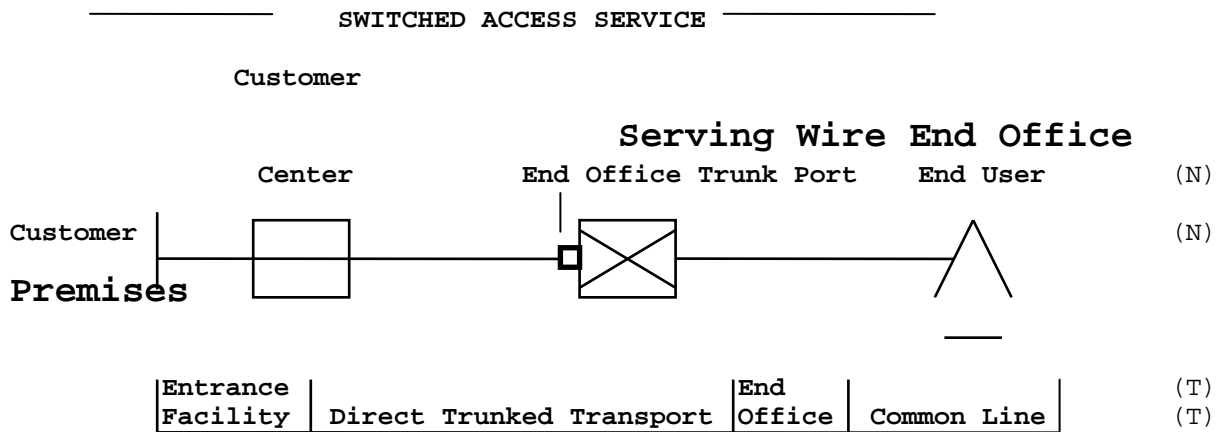 SWITCHED ACCESS SERVICE
Customer
Serving Wire End Office
Center End Office Trunk Port End User (N)
Customer (N)
Premises
Entrance End (T)
Facility Direct Trunked Transport Office Common Line (T)